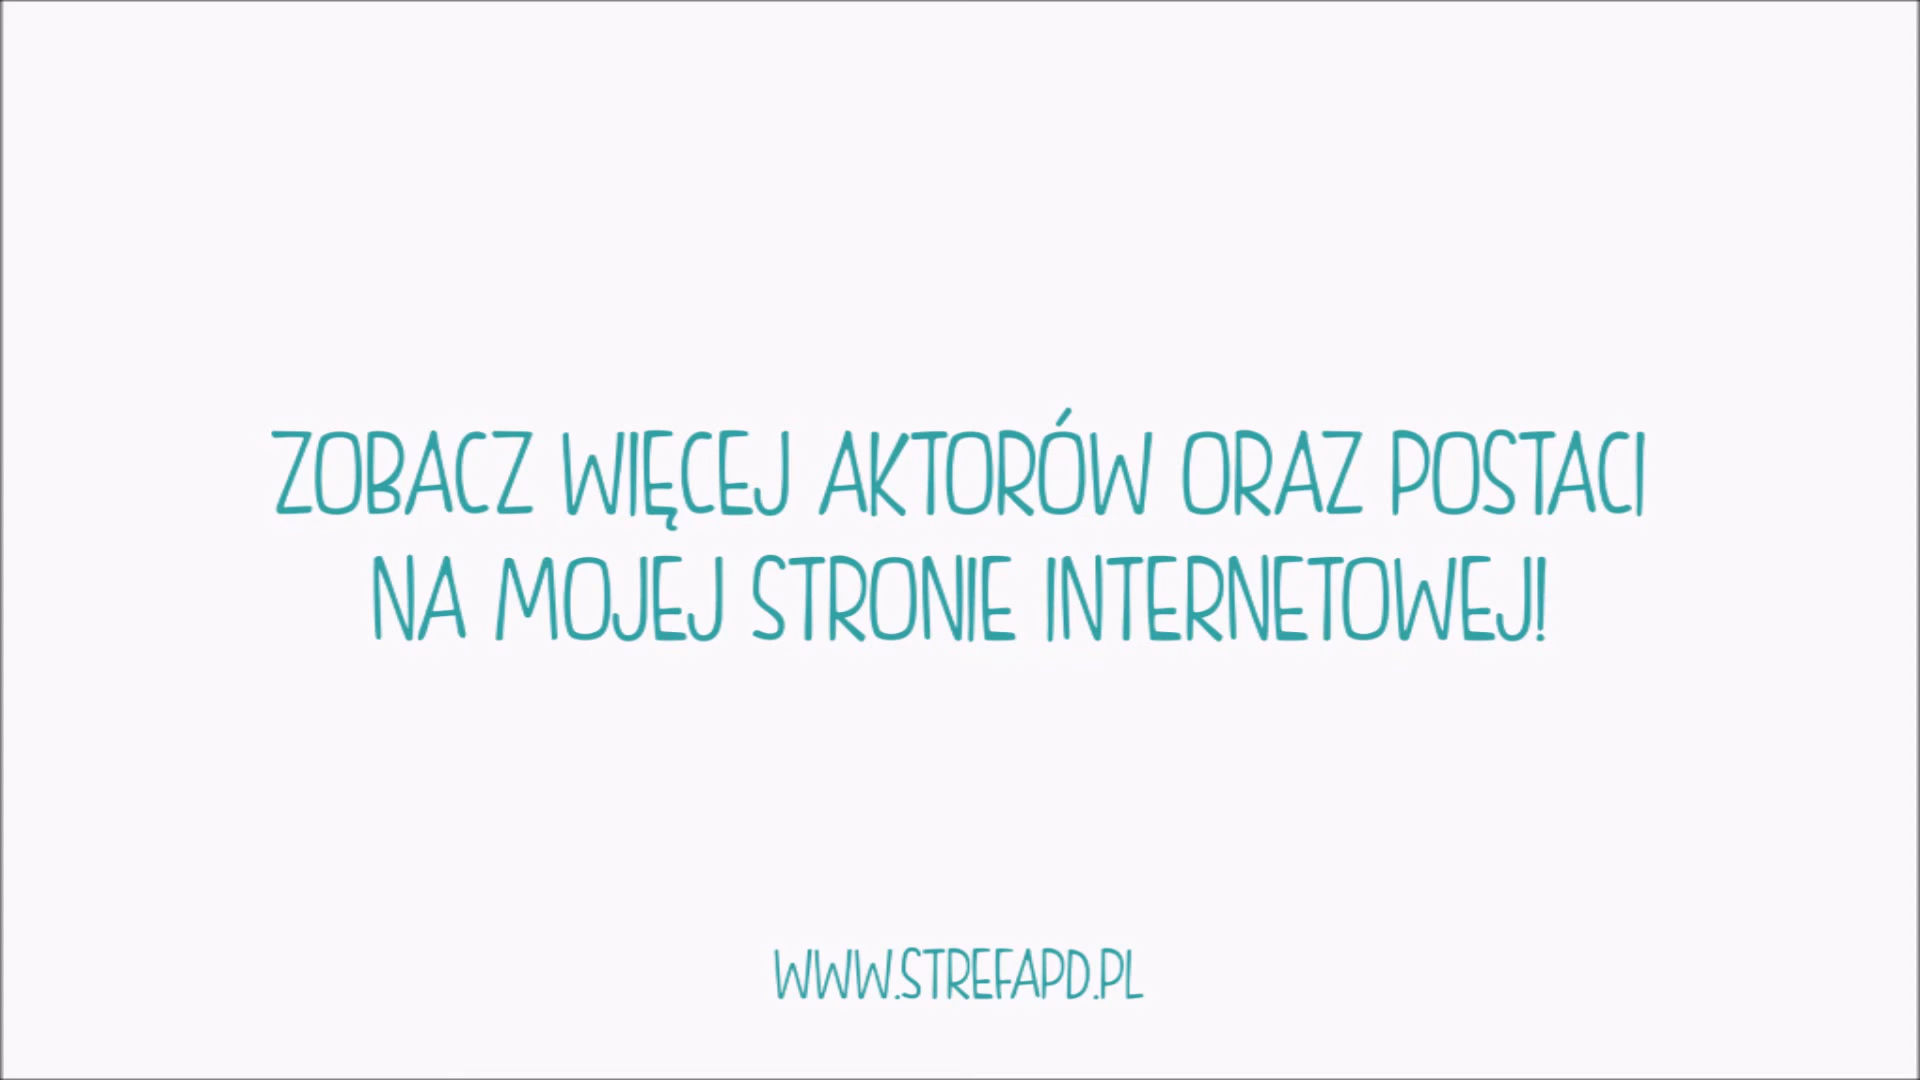 ZOBACZ WIĘCEJ AKTORÓW ORAZ POSTACI
NA MOJEJ STRONIE INTERNETOWEJ!
WWW.STREFAPD.PL